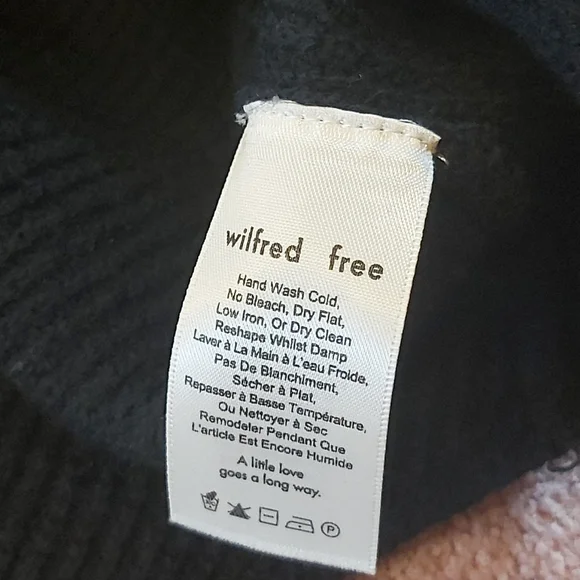 wilfred free
Hand Wash Cold,
No Bleach, Dry Flat,
Low Iron, Or Dry Clean
Reshape Whilst Damp
Laver à La Main à L'eau Froide,
Pas De Blanchiment,
Sécher à Plat,
Repasser à Basse Température,
Ou Nettoyer à Sec
Remodeler Pendant Que
L'article Est Encore Humide
A little love
goes a long way.
P